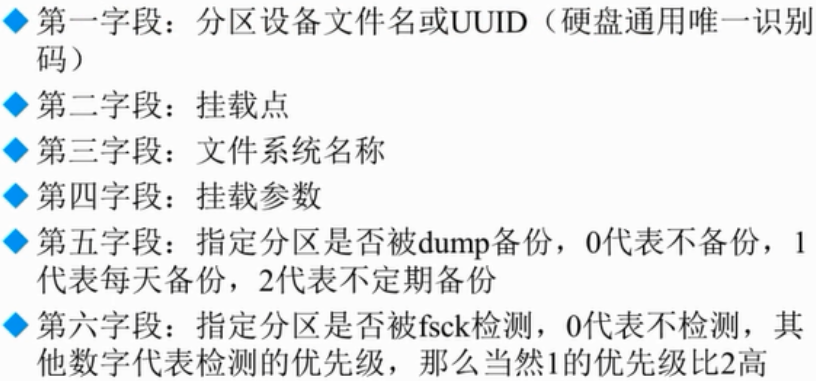 第一字段：分区设备文件名或UUID（硬盘通用唯一识别
码）
第二字段：挂载点
第三字段：文件系统名称
第四字段：挂载参数
第五字段：指定分区是否被dump备份，0代表不备份，1
代表每天备份，2代表不定期备份
第六字段：指定分区是否被fsck检测，0代表不检测，其
他数字代表检测的优先级，那么当然1的优先级比2高